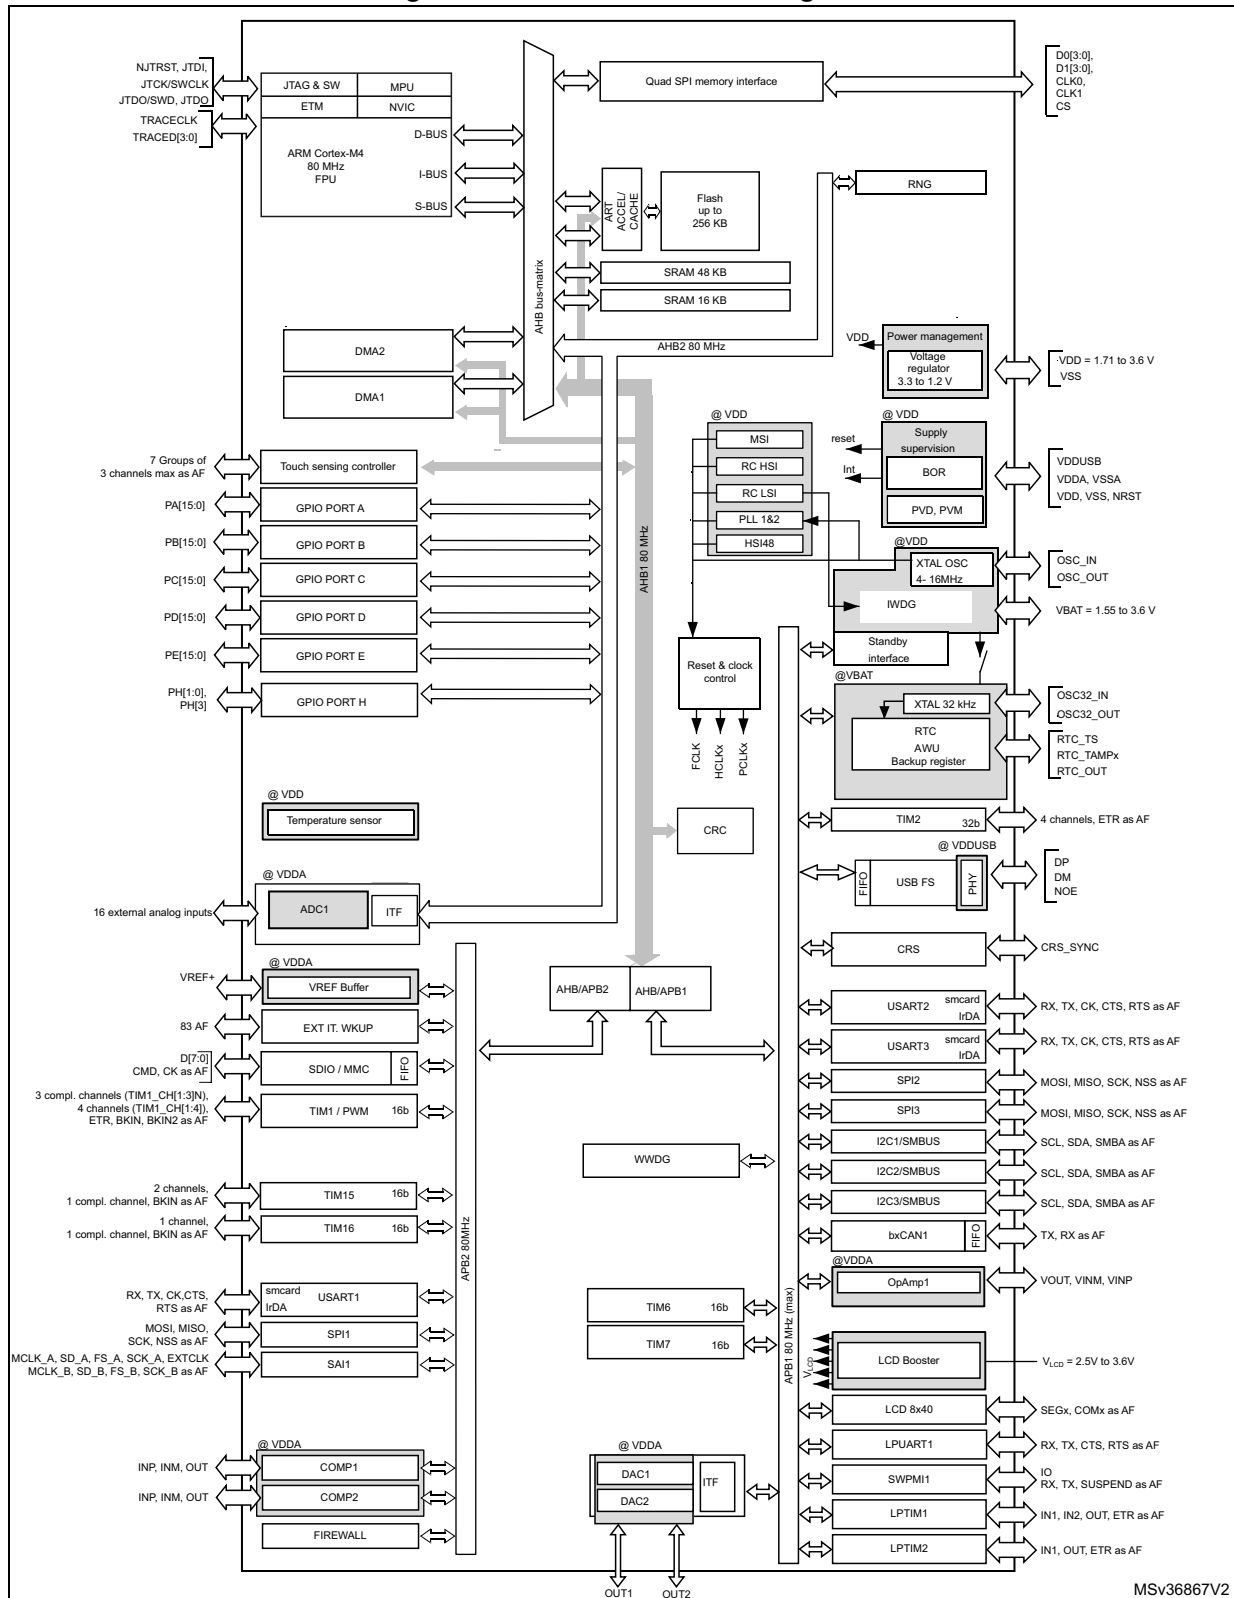 NJTRST, JTDI,
JTCK/SWCLK
JTDO/SWD, JTDO
TRACECLK
TRACED[3:0]
JTAG & SW
MPU
ETM
NVIC
ARM Cortex-M4
80 MHz
FPU
D-BUS
I-BUS
S-BUS
AHB bus-matrix
Quad SPI memory interface
D0[3:0],
D1[3:0],
CLK0,
CLK1
CS
ART
ACCEL/
CACHE
Flash
up to
256 KB
RNG
SRAM 48 KB
SRAM 16 KB
AHB2 80 MHz
DMA2
DMA1
VDD
Power management
Voltage
regulator
3.3 to 1.2 V
VDD = 1.71 to 3.6 V
VSS
@ VDD
MSI
RC HSI
RC LSI
PLL 1&2
HSI48
@ VDD
reset
Int
Supply
supervision
BOR
PVD, PVM
VDDUSB
VDDA, VSSA
VDD, VSS, NRST
7 Groups of
3 channels max as AF
Touch sensing controller
PA[15:0]
GPIO PORT A
PB[15:0]
GPIO PORT B
PC[15:0]
GPIO PORT C
PD[15:0]
GPIO PORT D
PE[15:0]
GPIO PORT E
PH[1:0],
PH[3]
GPIO PORT H
AHB1 80 MHz
@VDD
XTAL OSC
4- 16MHz
IWDG
OSC_IN
OSC_OUT
VBAT = 1.55 to 3.6 V
Standby
interface
Reset & clock
control
FCLK
HCLKx
PCLKx
@VBAT
XTAL 32 kHz
RTC
AWU
Backup register
OSC32_IN
OSC32_OUT
RTC_TS
RTC_TAMPx
RTC_OUT
@ VDD
Temperature sensor
CRC
TIM2
32b
4 channels, ETR as AF
@ VDDUSB
FIFO
USB FS
PHY
DP
DM
NOE
@ VDDA
16 external analog inputs
ADC1
ITF
CRS
CRS_SYNC
VREF+
@ VDDA
VREF Buffer
AHB/APB2
AHB/APB1
83 AF
EXT IT. WKUP
D[7:0]
CMD, CK as AF
SDIO / MMC
FIFO
3 compl. channels (TIM1_CH[1:3]N),
4 channels (TIM1_CH[1:4]),
ETR, BKIN, BKIN2 as AF
TIM1 / PWM
16b
USART2
smcard
IrDA
RX, TX, CK, CTS, RTS as AF
USART3
smcard
IrDA
RX, TX, CK, CTS, RTS as AF
SPI2
MOSI, MISO, SCK, NSS as AF
SPI3
MOSI, MISO, SCK, NSS as AF
WWDG
I2C1/SMBUS
SCL, SDA, SMBA as AF
I2C2/SMBUS
SCL, SDA, SMBA as AF
I2C3/SMBUS
SCL, SDA, SMBA as AF
bxCAN1
FIFO
TX, RX as AF
2 channels,
1 compl. channel, BKIN as AF
TIM15
16b
1 channel,
1 compl. channel, BKIN as AF
TIM16
16b
APB2 80MHz
@VDDA
OpAmp1
VOUT, VINM, VINP
RX, TX, CK,CTS,
RTS as AF
smcard
IrDA
USART1
MOSI, MISO,
SCK, NSS as AF
SPI1
MCLK_A, SD_A, FS_A, SCK_A, EXTCLK
MCLK_B, SD_B, FS_B, SCK_B as AF
SAI1
TIM6
16b
TIM7
16b
APB1 80 MHz (max)
VLCD
LCD Booster
VLCD = 2.5V to 3.6V
LCD 8x40
SEGx, COMx as AF
LPUART1
RX, TX, CTS, RTS as AF
SWPMI1
IO
RX, TX, SUSPEND as AF
LPTIM1
IN1, IN2, OUT, ETR as AF
LPTIM2
IN1, OUT, ETR as AF
@ VDDA
INP, INM, OUT
COMP1
INP, INM, OUT
COMP2
FIREWALL
@ VDDA
DAC1
DAC2
ITF
OUT1
OUT2
MSv36867V2